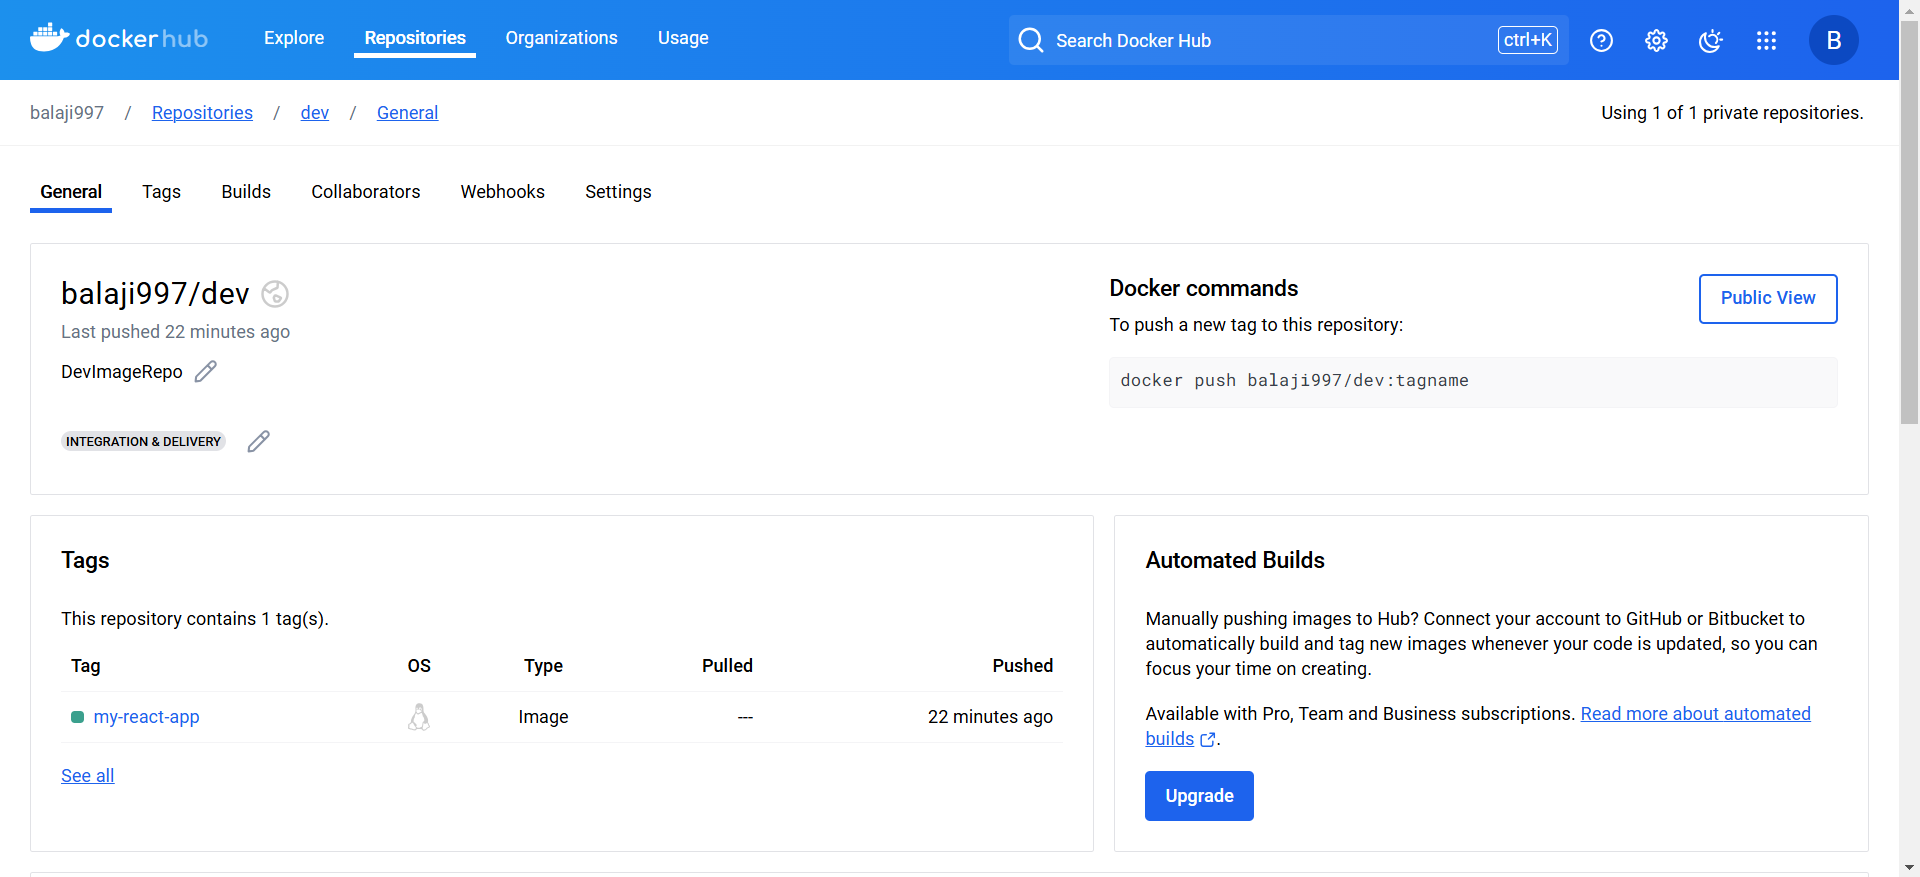 dockerhub
Explore
Repositories
Organizations
Usage
Search Docker Hub
ctrl+K
B
balaji997 / Repositories / dev / General
Using 1 of 1 private repositories.
General
Tags
Builds
Collaborators
Webhooks
Settings
balaji997/dev
Last pushed 22 minutes ago
DevImageRepo
INTEGRATION & DELIVERY
Docker commands
Public View
To push a new tag to this repository:
docker push balaji997/dev:tagname
Tags
This repository contains 1 tag(s).
Tag OS Type Pulled Pushed
my-react-app Image --- 22 minutes ago
See all
Automated Builds
Manually pushing images to Hub? Connect your account to GitHub or Bitbucket to
automatically build and tag new images whenever your code is updated, so you can
focus your time on creating.
Available with Pro, Team and Business subscriptions. Read more about automated
builds.
Upgrade